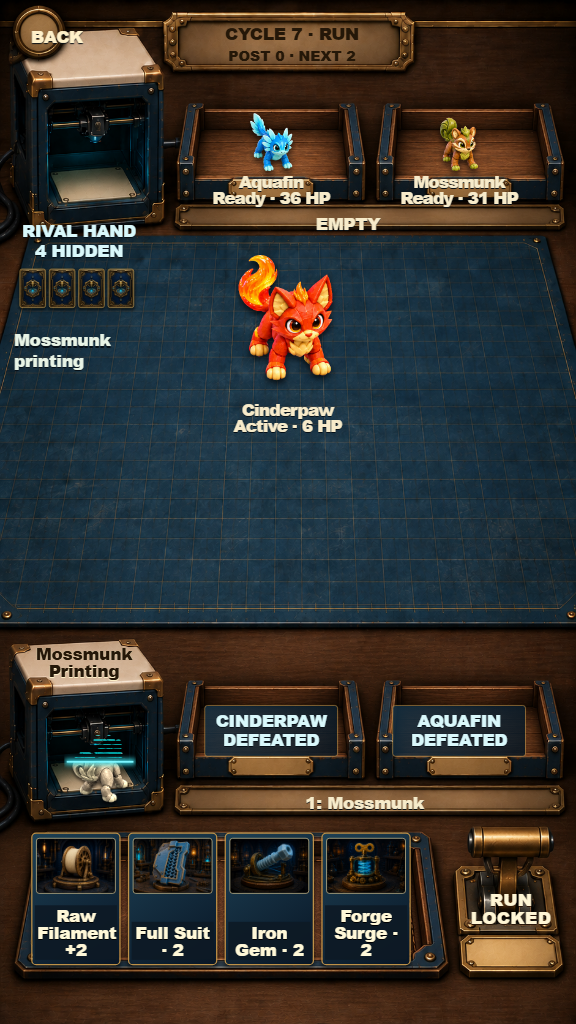 BACK
CYCLE 7 · RUN
POST 0 · NEXT 2
Aquafin
Ready · 36 HP
Mossmunk
Ready · 31 HP
EMPTY
RIVAL HAND
4 HIDDEN
Mossmunk
printing
Cinderpaw
Active · 6 HP
Mossmunk
Printing
CINDERPAW
DEFEATED
AQUAFIN
DEFEATED
1: Mossmunk
Raw
Filament
+2
Full Suit
· 2
Iron
Gem · 2
Forge
Surge ·
2
RUN
LOCKED